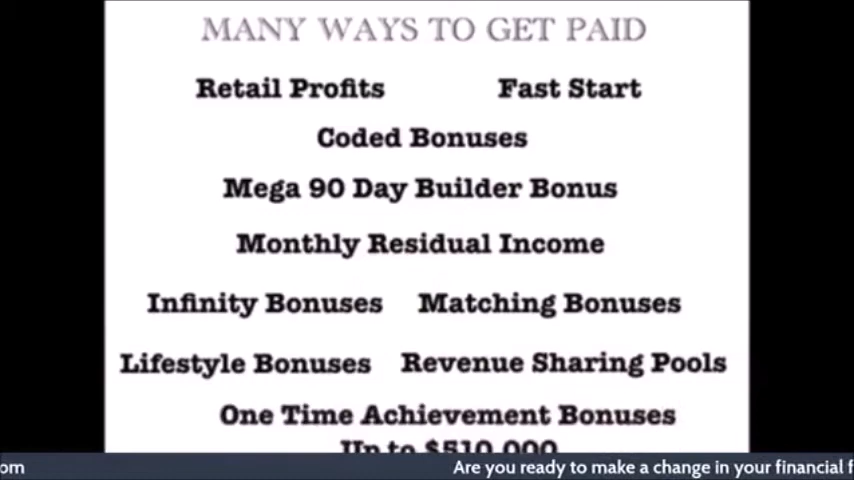 MANY WAYS TO GET PAID
Retail Profits Fast Start
Coded Bonuses
Mega 90 Day Builder Bonus
Monthly Residual Income
Infinity Bonuses Matching Bonuses
Lifestyle Bonuses Revenue Sharing Pools
One Time Achievement Bonuses
Up to $510,000
om Are you ready to make a change in your financial f